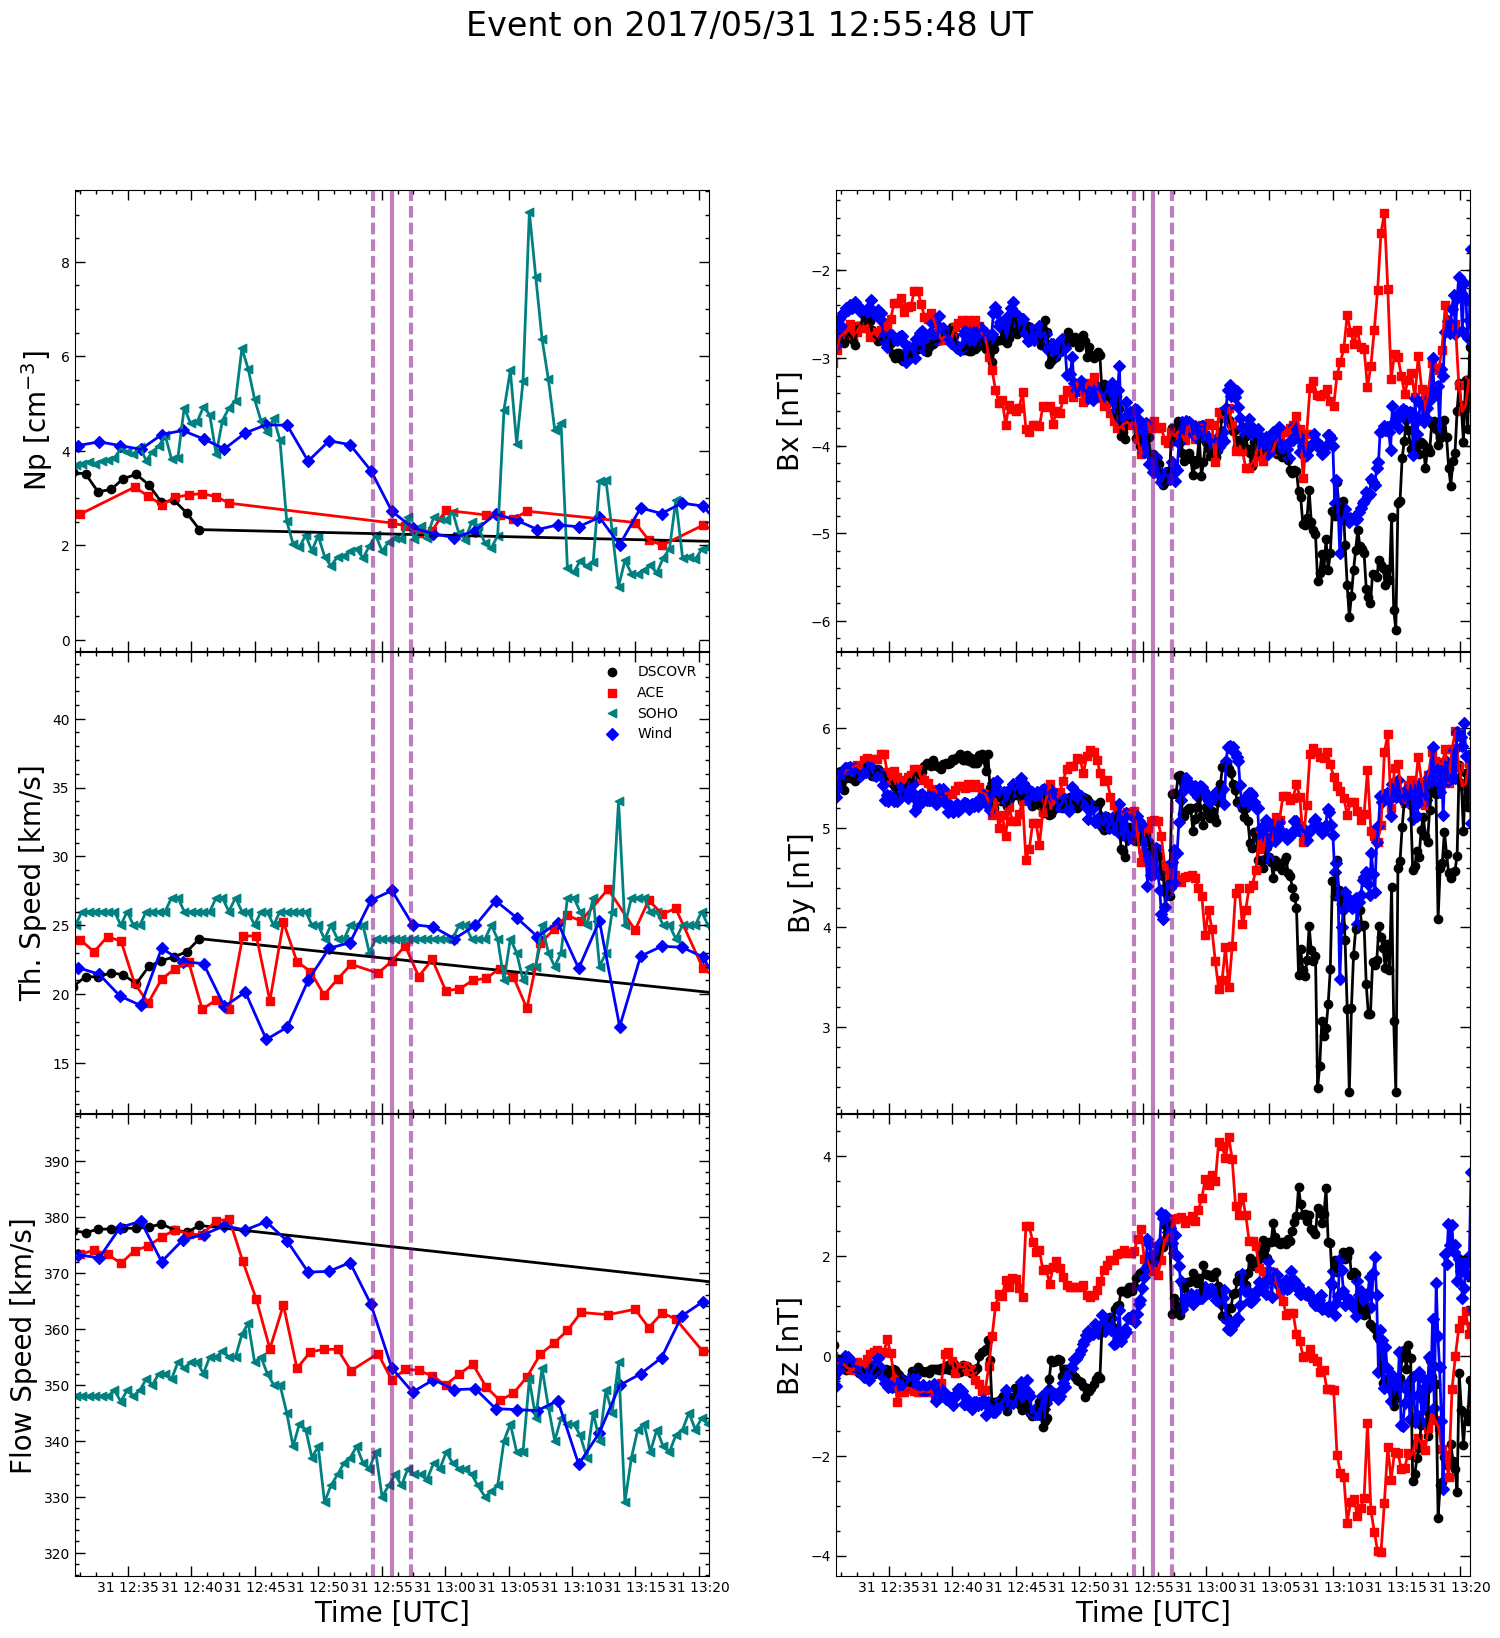 Event on 2017/05/31 12:55:48 UT
Np [cm⁻³]
8
6
4
2
0
Th. Speed [km/s]
40
35
30
25
20
15
DSCOVR
ACE
SOHO
Wind
Flow Speed [km/s]
390
380
370
360
350
340
330
320
31 12:35 31 12:40 31 12:45 31 12:50 31 12:55 31 13:00 31 13:05 31 13:10 31 13:15 31 13:20
Time [UTC]
Bx [nT]
−2
−3
−4
−5
−6
By [nT]
6
5
4
3
Bz [nT]
4
2
0
−2
−4
31 12:35 31 12:40 31 12:45 31 12:50 31 12:55 31 13:00 31 13:05 31 13:10 31 13:15 31 13:20
Time [UTC]